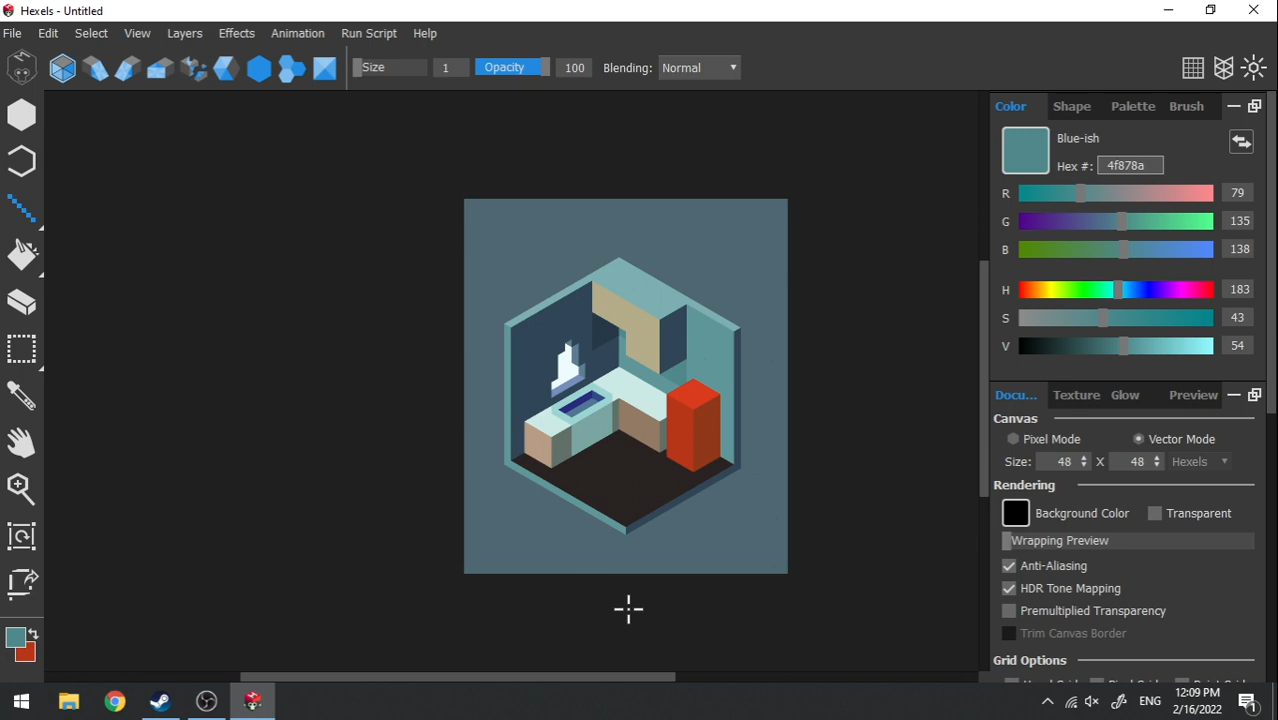 Hexels - Untitled
File Edit Select View Layers Effects Animation Run Script Help
Size 1 Opacity 100 Blending: Normal
Color Shape Palette Brush
Blue-ish
Hex #: 4f878a
R 79
G 135
B 138
H 183
S 43
V 54
Docu... Texture Glow Preview
Canvas
Pixel Mode Vector Mode
Size: 48 X 48 Hexels
Rendering
Background Color Transparent
Wrapping Preview
Anti-Aliasing
HDR Tone Mapping
Premultiplied Transparency
Trim Canvas Border
Grid Options
ENG 12:09 PM
2/16/2022 1